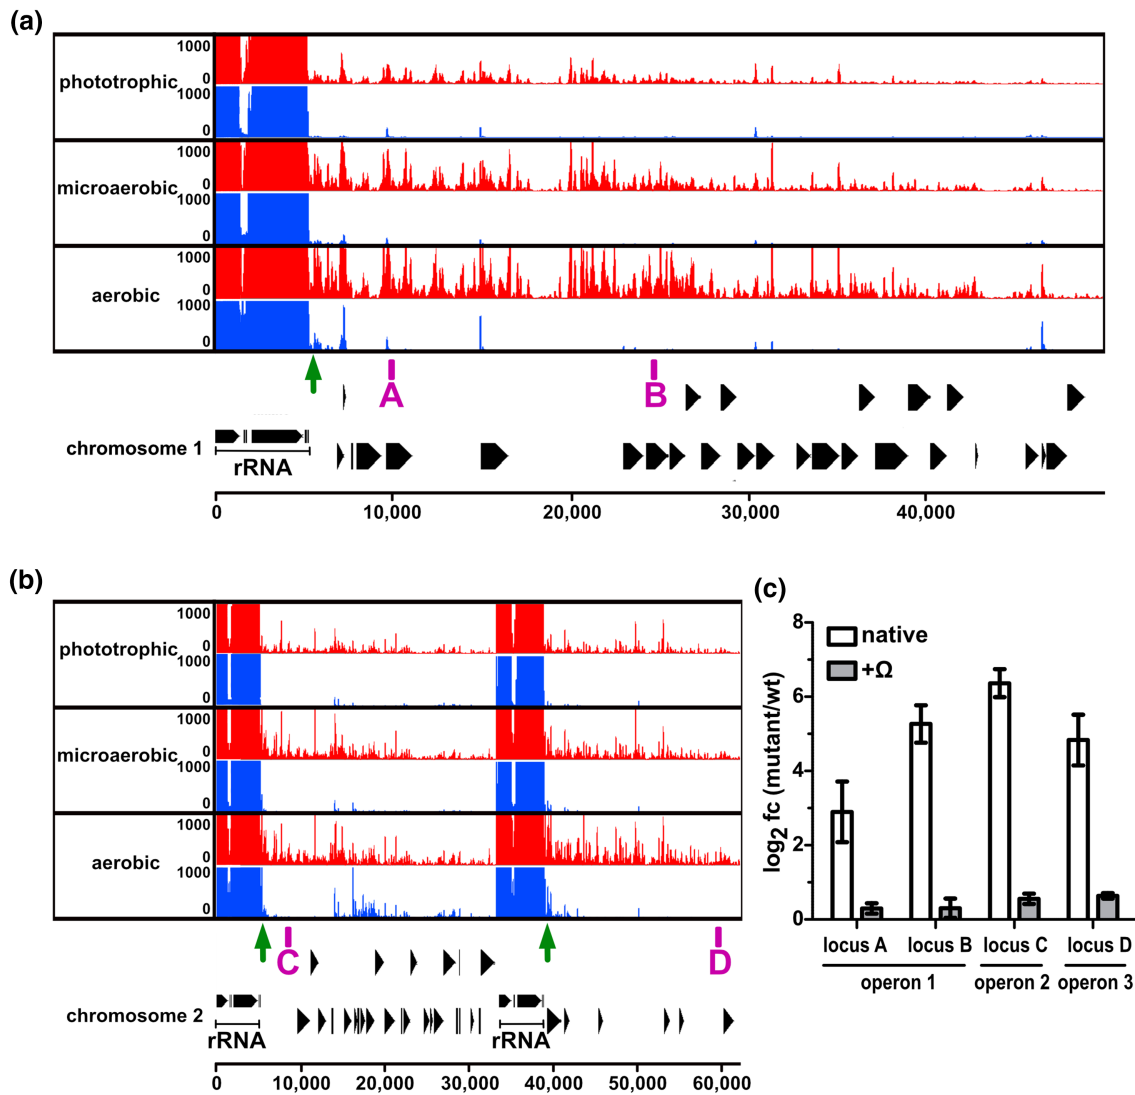 (a)
1000
0
phototrophic
1000
0
1000
0
microaerobic
1000
0
1000
0
aerobic
1000
0
A
B
chromosome 1
rRNA
0
10,000
20,000
30,000
40,000
(b)
1000
0
phototrophic
1000
0
1000
0
microaerobic
1000
0
1000
0
aerobic
1000
0
C
D
chromosome 2
rRNA
rRNA
0
10,000
20,000
30,000
40,000
50,000
60,000
(c)
8
6
4
2
0
log2 fc (mutant/wt)
native
+Ω
locus A
locus B
locus C
locus D
operon 1
operon 2
operon 3